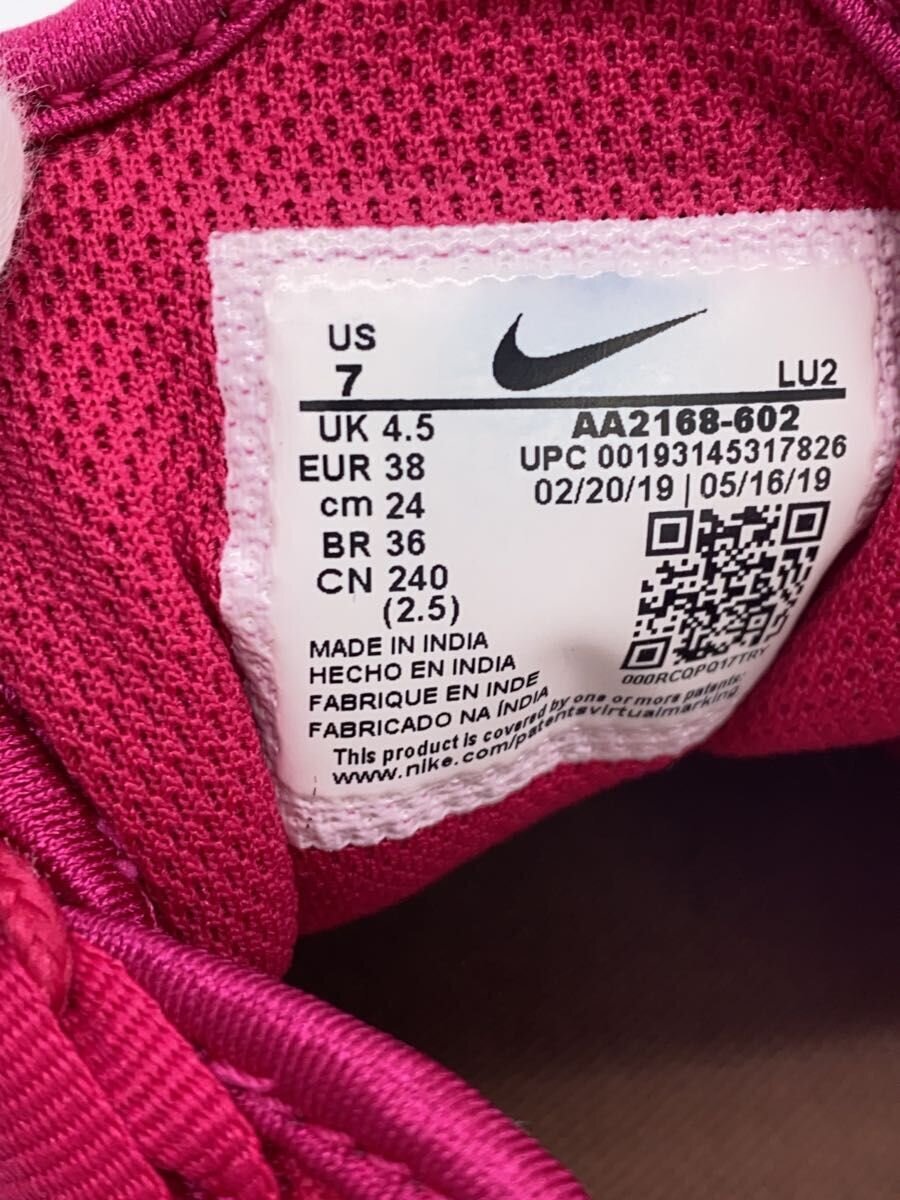 US
7
LU2
UK 4.5
EUR 38
cm 24
BR 36
CN 240
(2.5)
AA2168-602
UPC 00193145317826
02/20/19 | 05/16/19
000RCQPQ17TRY
MADE IN INDIA
HECHO EN INDIA
FABRIQUE EN INDE
FABRICADO NA ÍNDIA
This product is covered by one or more patents:
www.nike.com/patentsvirtualmarking